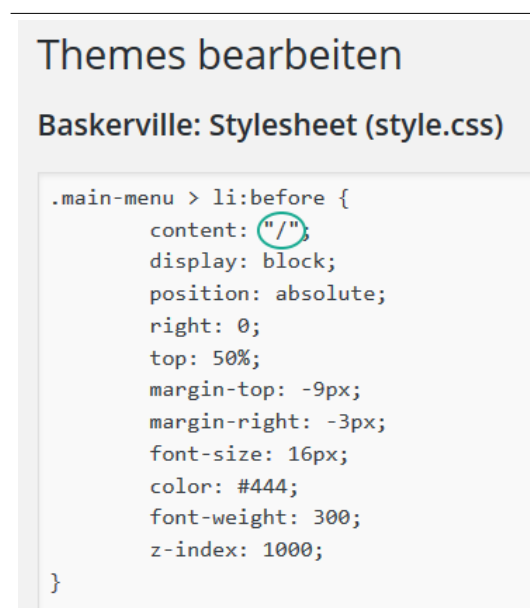 Themes bearbeiten
Baskerville: Stylesheet (style.css)
.main-menu > li:before {
content: "/";
display: block;
position: absolute;
right: 0;
top: 50%;
margin-top: -9px;
margin-right: -3px;
font-size: 16px;
color: #444;
font-weight: 300;
z-index: 1000;
}